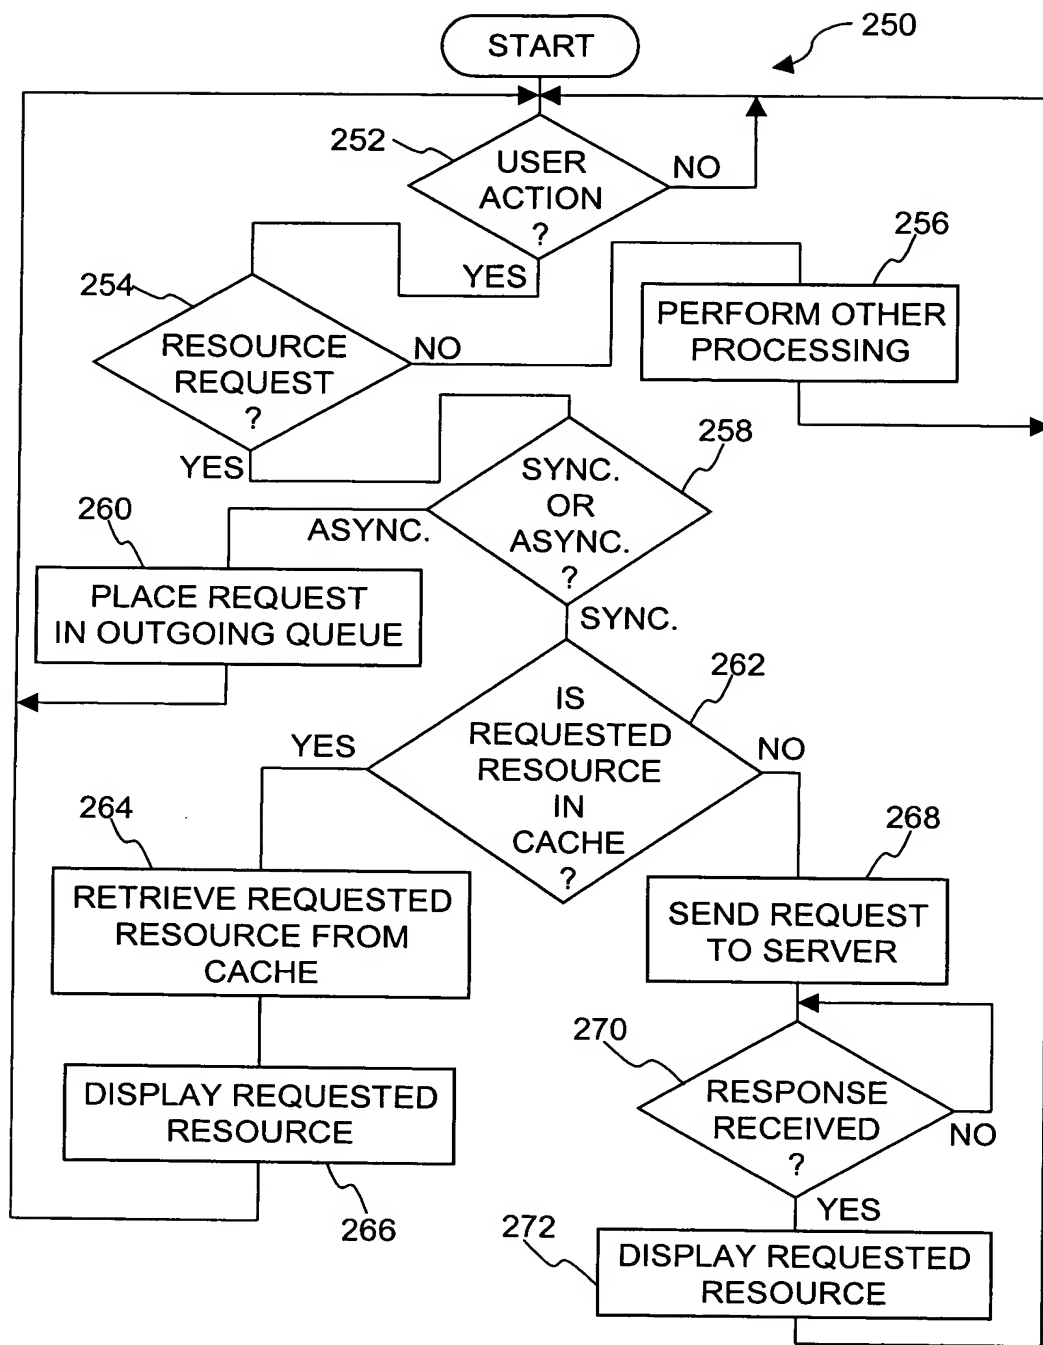 START
250
252
USER
ACTION
?
NO
YES
254
RESOURCE
REQUEST
?
NO
256
PERFORM OTHER
PROCESSING
YES
258
SYNC.
OR
ASYNC.
?
ASYNC.
260
PLACE REQUEST
IN OUTGOING QUEUE
SYNC.
262
IS
REQUESTED
RESOURCE
IN
CACHE
?
YES
NO
264
RETRIEVE REQUESTED
RESOURCE FROM
CACHE
268
SEND REQUEST
TO SERVER
DISPLAY REQUESTED
RESOURCE
266
270
RESPONSE
RECEIVED
?
NO
YES
272
DISPLAY REQUESTED
RESOURCE